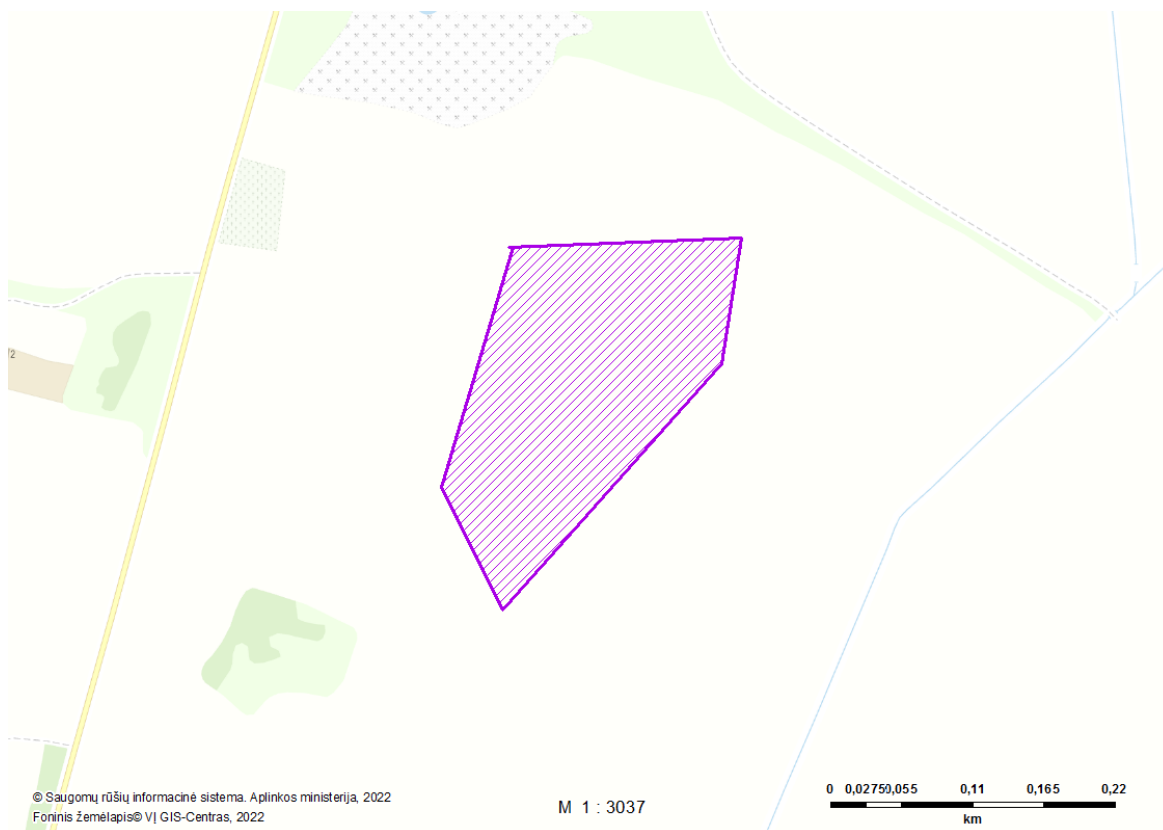 2
© Saugomų rūšių informacinė sistema. Aplinkos ministerija, 2022
Foninis žemėlapis© VĮ GIS-Centras, 2022
M 1 : 3037
0 0,0275 0,055 0,11 0,165 0,22
km